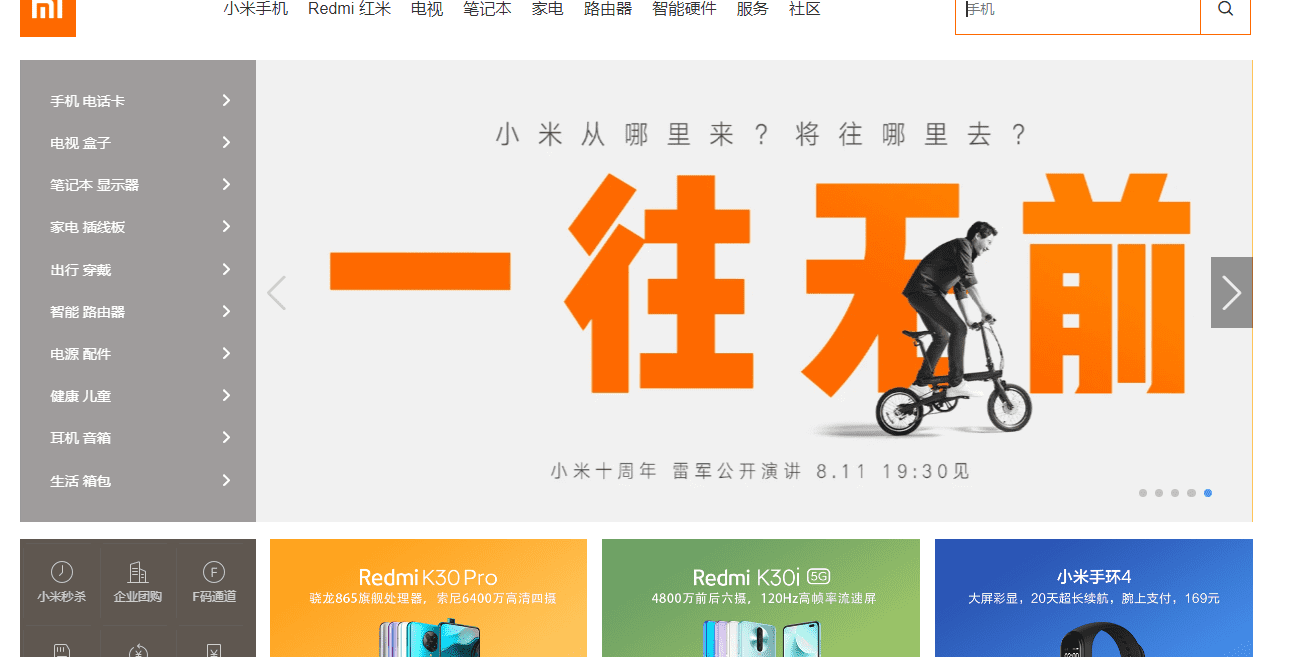 小米手机 Redmi 红米 电视 笔记本 家电 路由器 智能硬件 服务 社区
手机
手机 电话卡
电视 盒子
笔记本 显示器
家电 插线板
出行 穿戴
智能 路由器
电源 配件
健康 儿童
耳机 音箱
生活 箱包
小米从哪里来?将往哪里去?
一往无前
小米十周年 雷军公开演讲 8.11 19:30见
小米秒杀
企业团购
F码通道
Redmi K30 Pro
骁龙865旗舰处理器，索尼6400万高清四摄
Redmi K30i 5G
4800万前后六摄，120Hz高帧率流速屏
小米手环4
大屏彩显，20天超长续航，腕上支付，169元